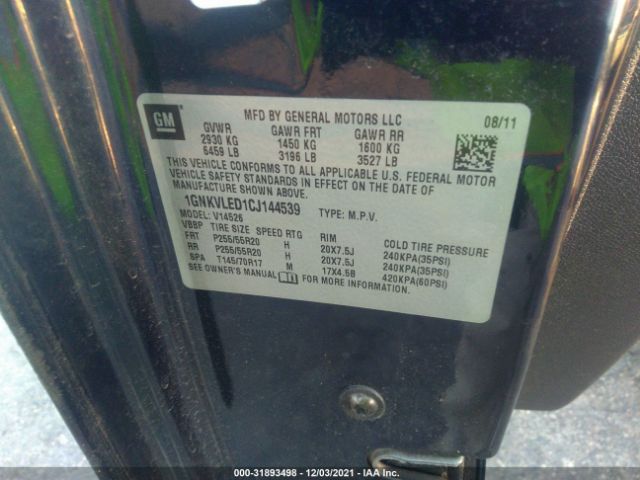 GM
MFD BY GENERAL MOTORS LLC
08/11
GVWR GAWR FRT GAWR RR
2930 KG 1450 KG 1600 KG
6459 LB 3196 LB 3527 LB
THIS VEHICLE CONFORMS TO ALL APPLICABLE U.S. FEDERAL MOTOR
VEHICLE SAFETY STANDARDS IN EFFECT ON THE DATE OF
MANUFACTURE SHOWN ABOVE.
1GNKVLED1CJ144539 TYPE: M.P.V.
MODEL: V14526
VBBP TIRE SIZE SPEED RTG RIM COLD TIRE PRESSURE
FRT P255/55R20 H 20X7.5J 240KPA(35PSI)
RR P255/55R20 H 20X7.5J 240KPA(35PSI)
SPA T145/70R17 M 17X4.5B 420KPA(60PSI)
SEE OWNER'S MANUAL FOR MORE INFORMATION.
000-31893498 - 12/03/2021 - IAA Inc.